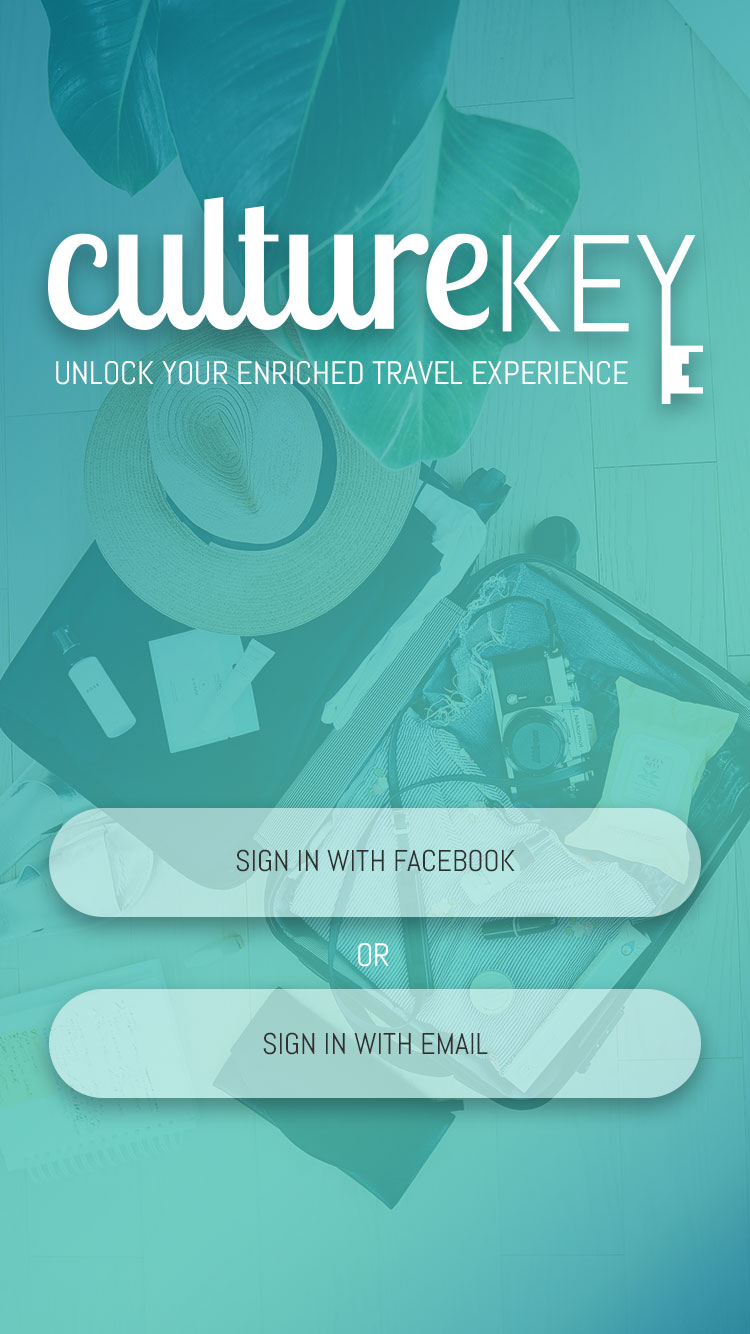 cultureKEY
UNLOCK YOUR ENRICHED TRAVEL EXPERIENCE
SIGN IN WITH FACEBOOK
OR
SIGN IN WITH EMAIL